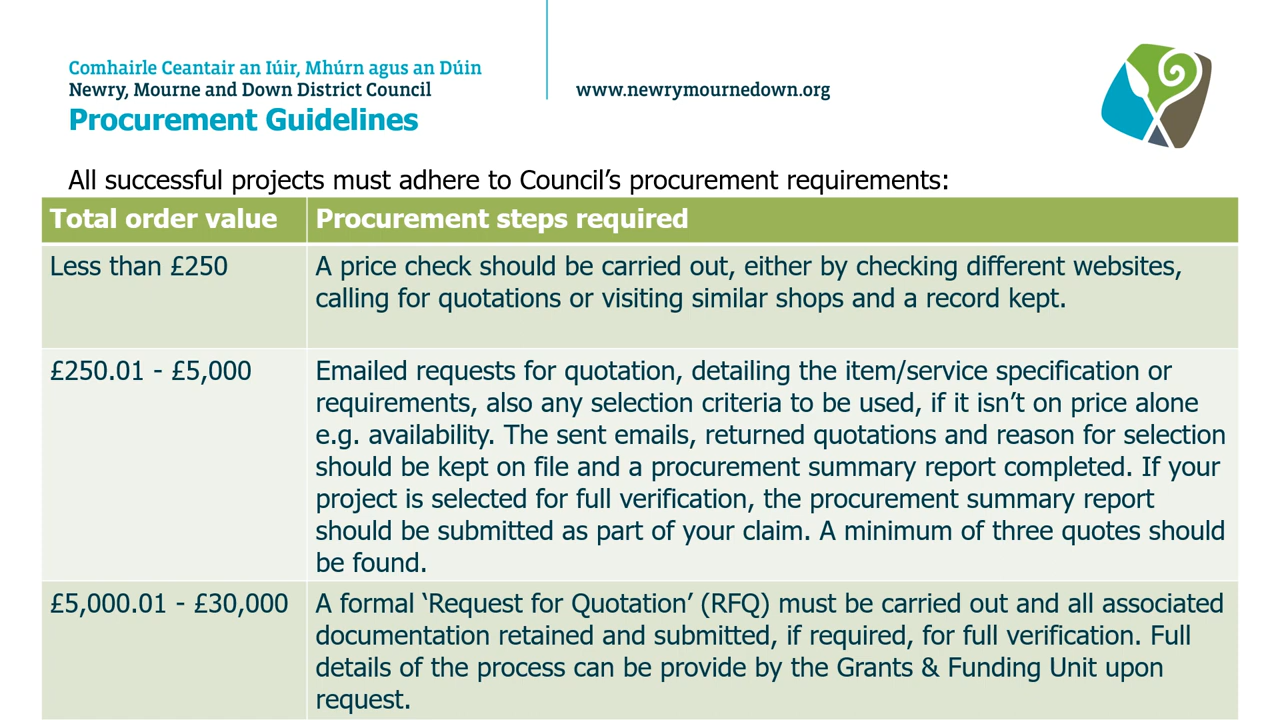 Comhairle Ceantair an Iúir, Mhúrn agus an Dúin
Newry, Mourne and Down District Council
www.newrymournedown.org
Procurement Guidelines
All successful projects must adhere to Council’s procurement requirements:
Total order value
Procurement steps required
Less than £250
A price check should be carried out, either by checking different websites,
calling for quotations or visiting similar shops and a record kept.
£250.01 - £5,000
Emailed requests for quotation, detailing the item/service specification or
requirements, also any selection criteria to be used, if it isn’t on price alone
e.g. availability. The sent emails, returned quotations and reason for selection
should be kept on file and a procurement summary report completed. If your
project is selected for full verification, the procurement summary report
should be submitted as part of your claim. A minimum of three quotes should
be found.
£5,000.01 - £30,000
A formal ‘Request for Quotation’ (RFQ) must be carried out and all associated
documentation retained and submitted, if required, for full verification. Full
details of the process can be provide by the Grants & Funding Unit upon
request.